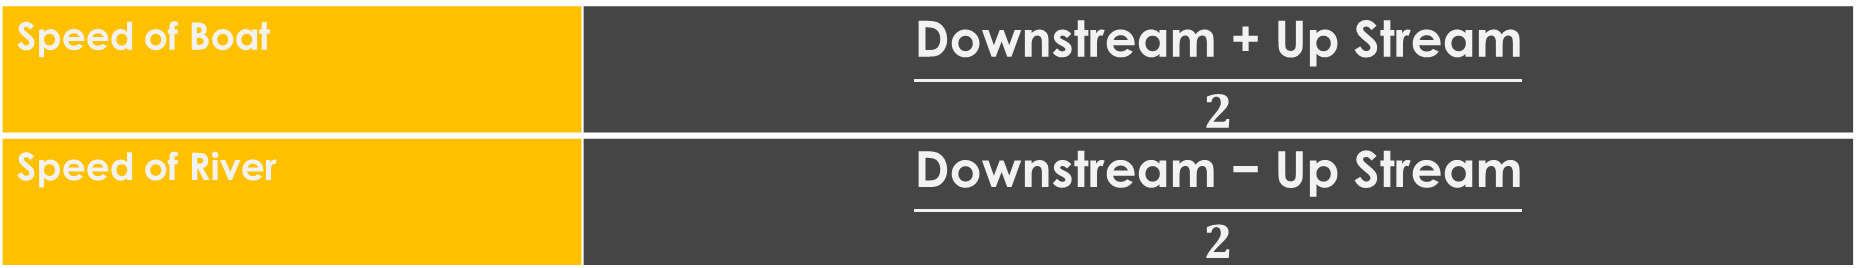 Speed of Boat
Downstream + Up Stream
2
Speed of River
Downstream − Up Stream
2